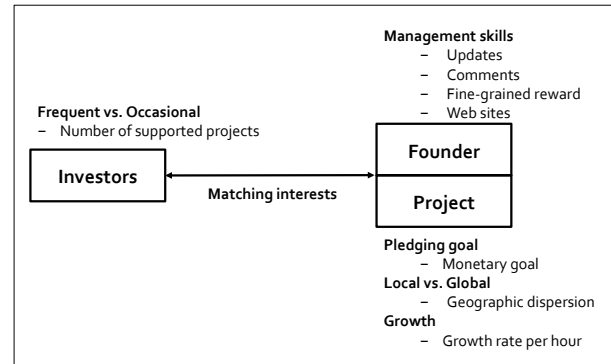 Management skills
– Updates
– Comments
– Fine-grained reward
– Web sites
Frequent vs. Occasional
– Number of supported projects
Investors
Matching interests
Founder
Project
Pledging goal
– Monetary goal
Local vs. Global
– Geographic dispersion
Growth
– Growth rate per hour